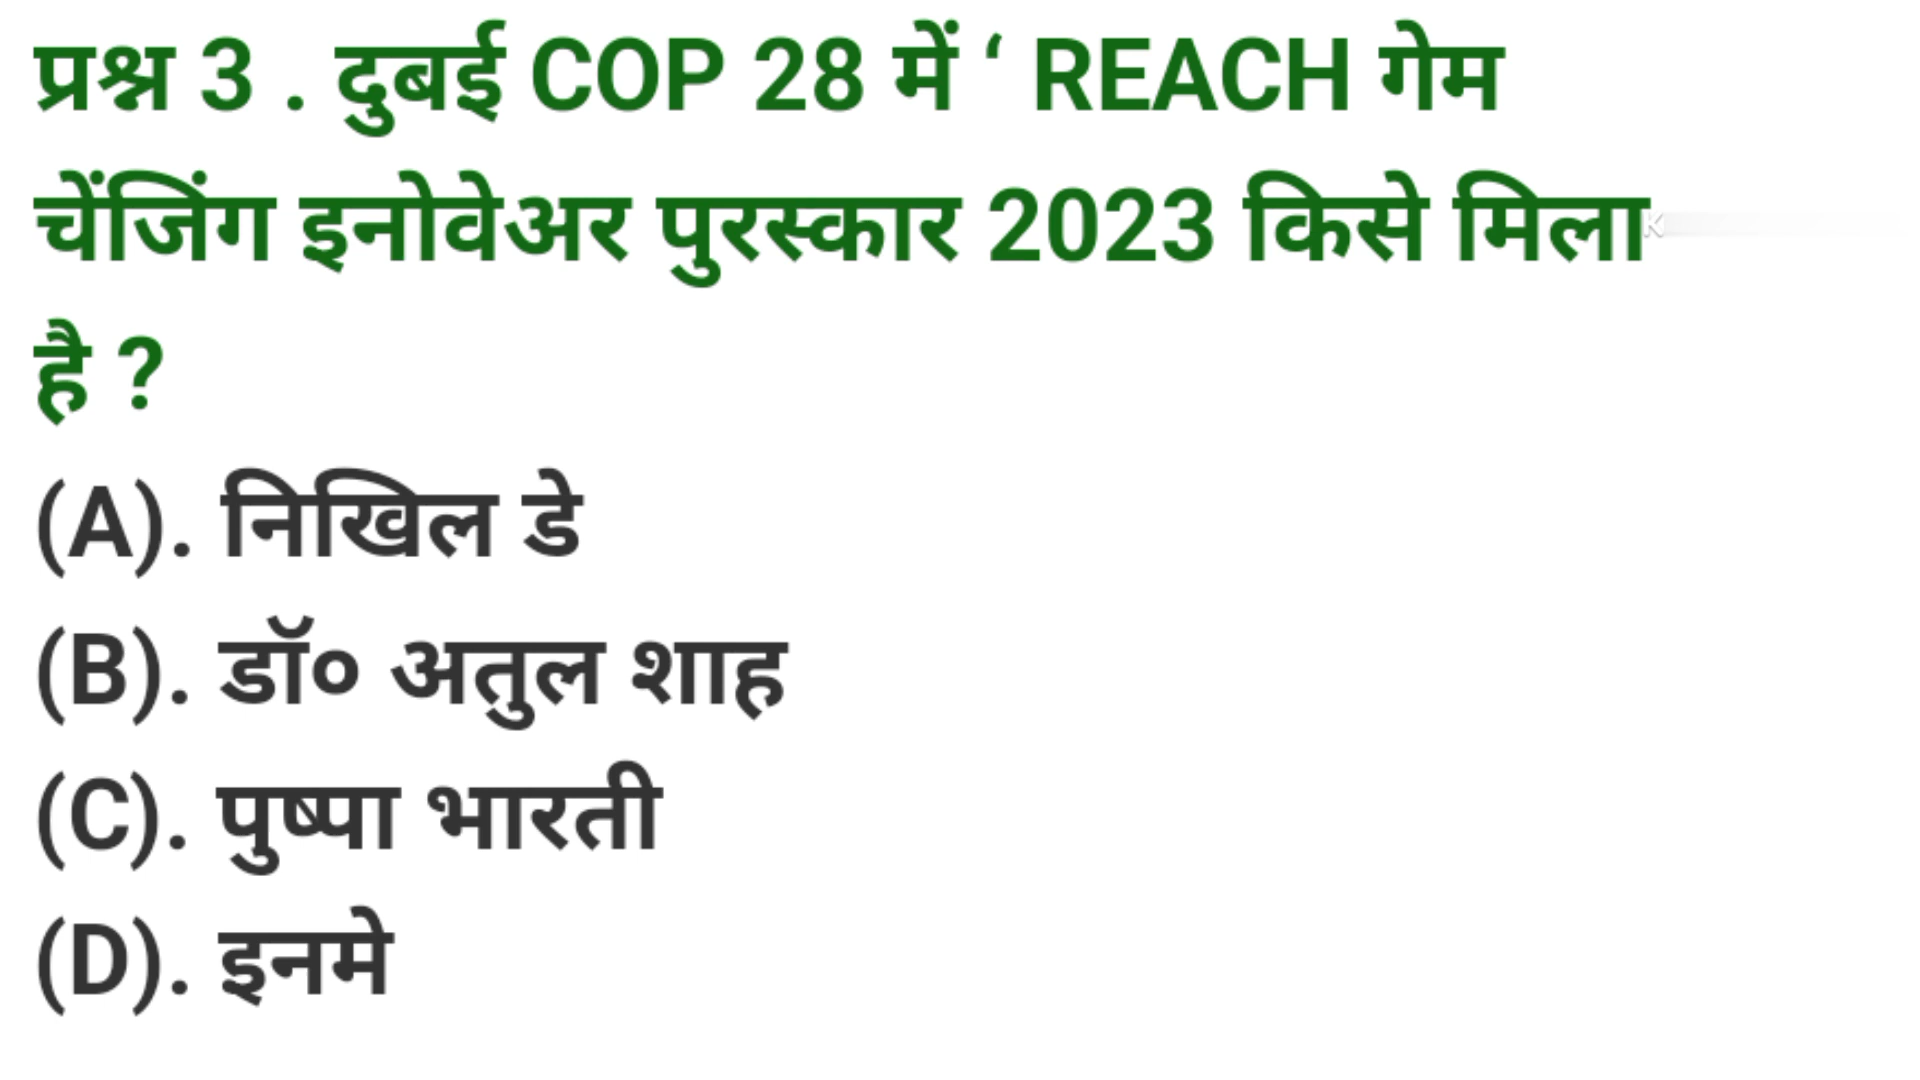 प्रश्न 3 . दुबई COP 28 में ‘ REACH गेम
चेंजिंग इनोवेअर पुरस्कार 2023 किसे मिला
है ?
(A). निखिल डे
(B). डॉ० अतुल शाह
(C). पुष्पा भारती
(D). इनमे